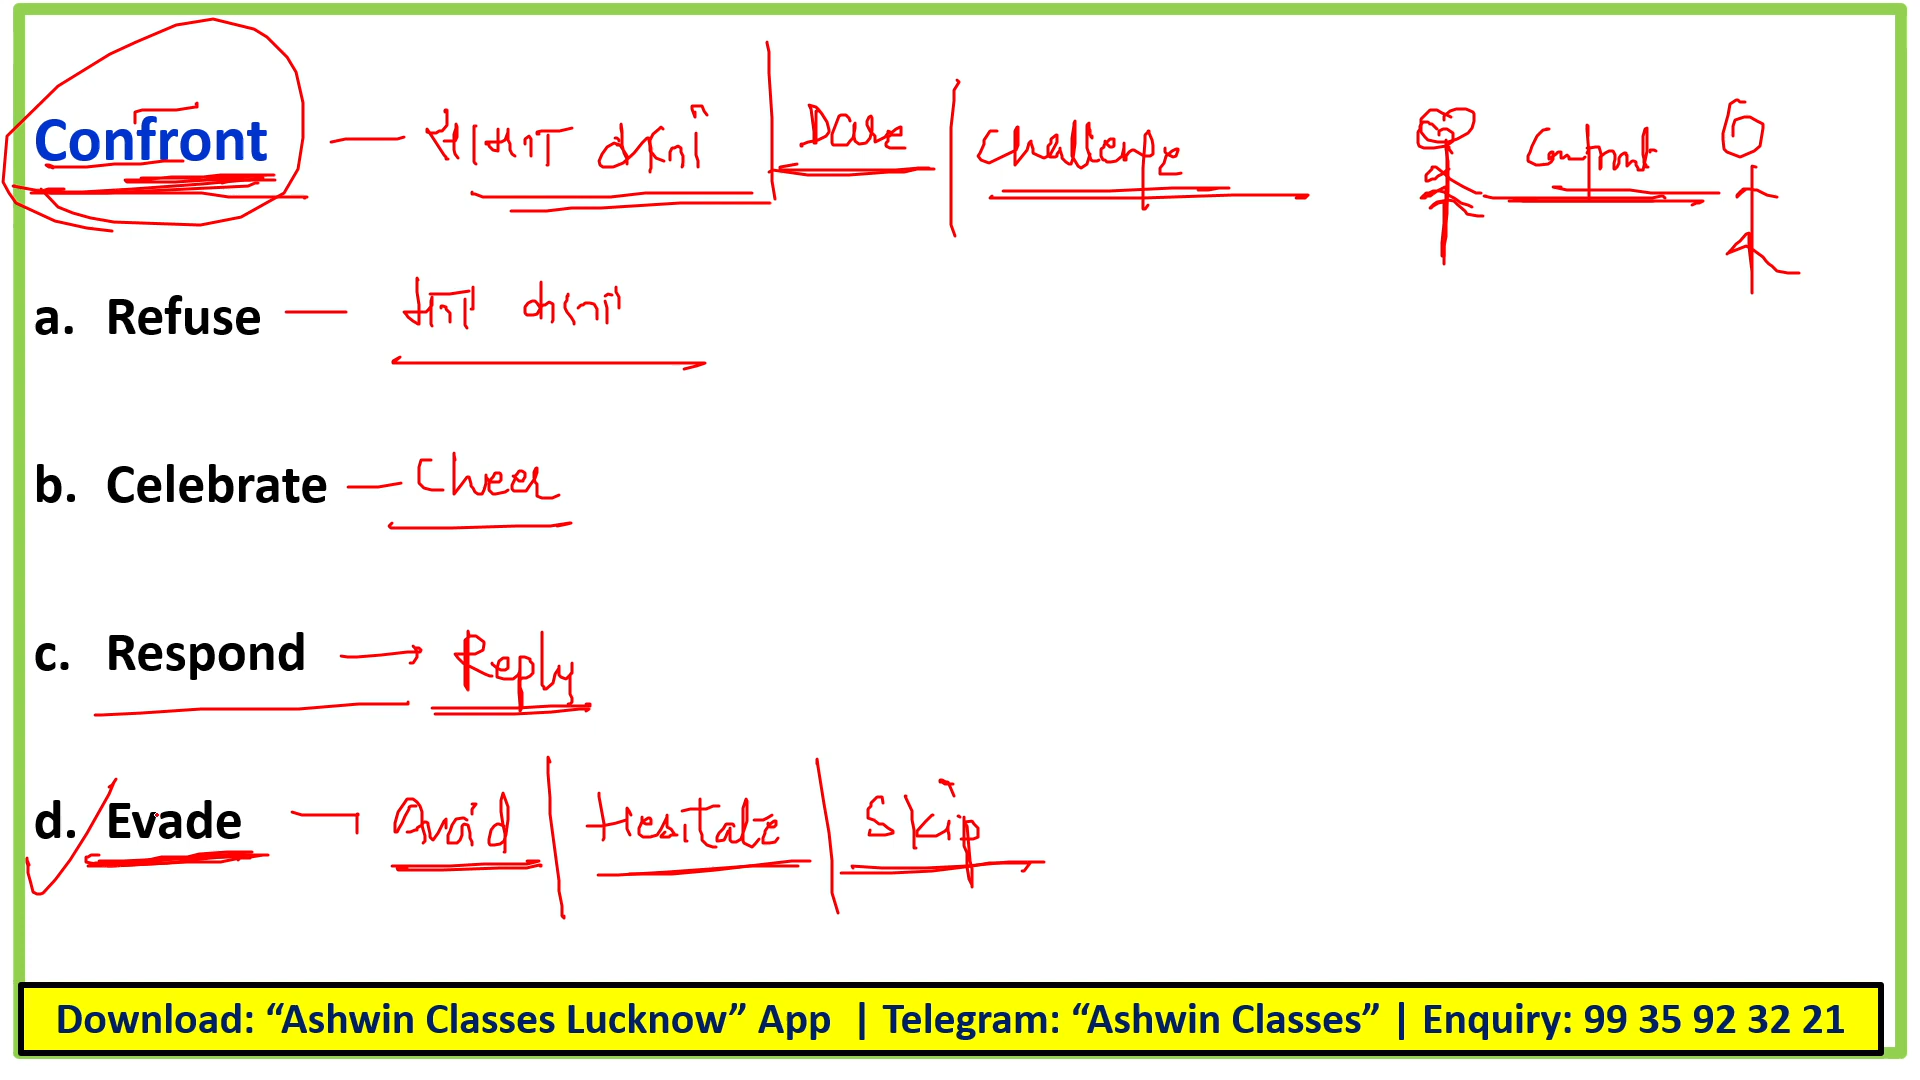 Confront — सामना करना | Dare | Challenge Confront
a. Refuse — मना करना
b. Celebrate — Cheer
c. Respond → Reply
d. Evade — Avoid | Hesitate | Skip
Download: “Ashwin Classes Lucknow” App | Telegram: “Ashwin Classes” | Enquiry: 99 35 92 32 21